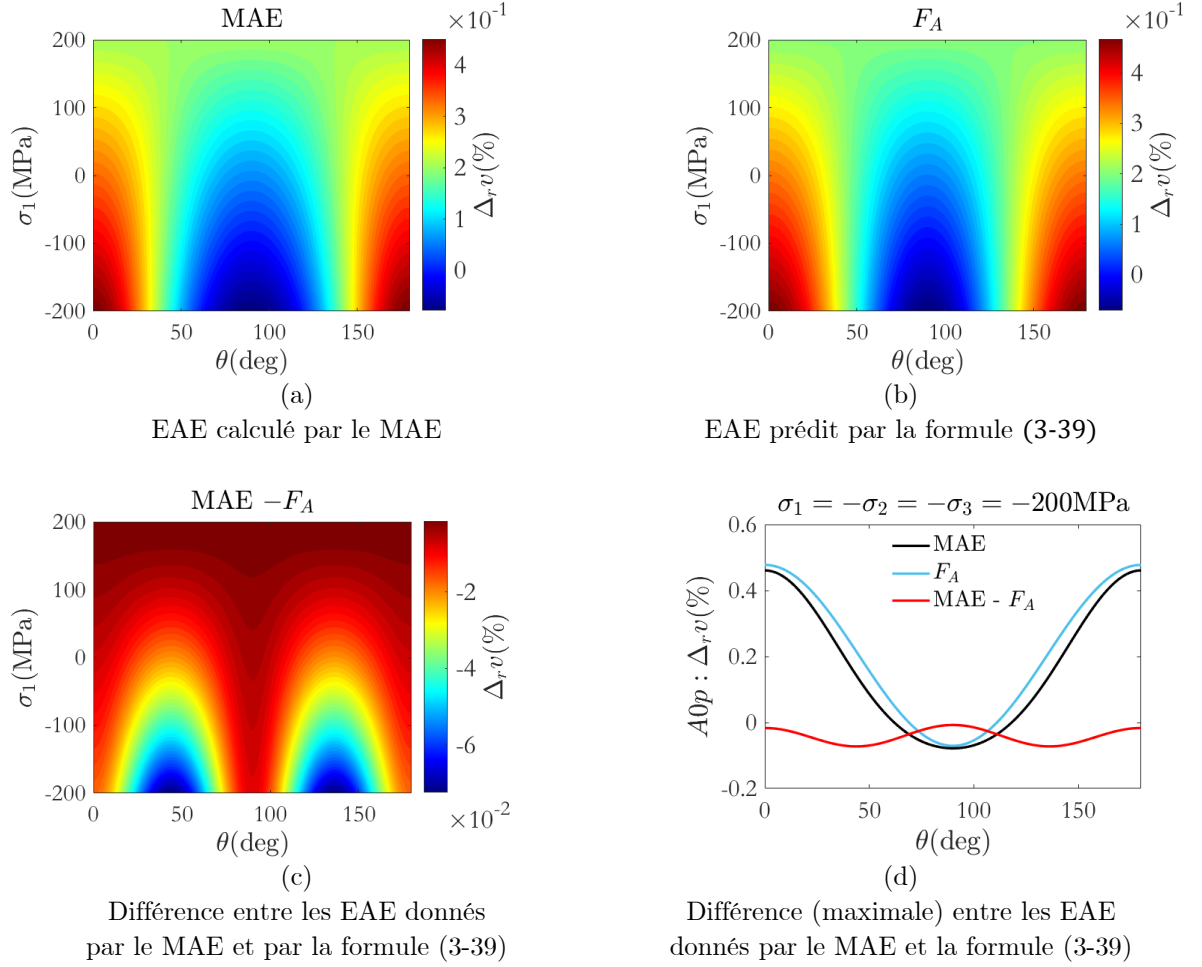 MAE
×10⁻¹
200
100
0
-100
-200
σ₁(MPa)
0
50
100
150
θ(deg)
4
3
2
1
0
Δᵣv(%)
(a)
EAE calculé par le MAE
F_A
×10⁻¹
200
100
0
-100
-200
σ₁(MPa)
0
50
100
150
θ(deg)
4
3
2
1
0
Δᵣv(%)
(b)
EAE prédit par la formule (3-39)
MAE −F_A
200
100
0
-100
-200
σ₁(MPa)
0
50
100
150
θ(deg)
-2
-4
-6
Δᵣv(%)
×10⁻²
(c)
Différence entre les EAE donnés
par le MAE et par la formule (3-39)
σ₁ = −σ₂ = −σ₃ = −200MPa
0.6
0.4
0.2
0
-0.2
A0p : Δᵣv(%)
MAE
F_A
MAE - F_A
0
50
100
150
θ(deg)
(d)
Différence (maximale) entre les EAE
donnés par le MAE et la formule (3-39)